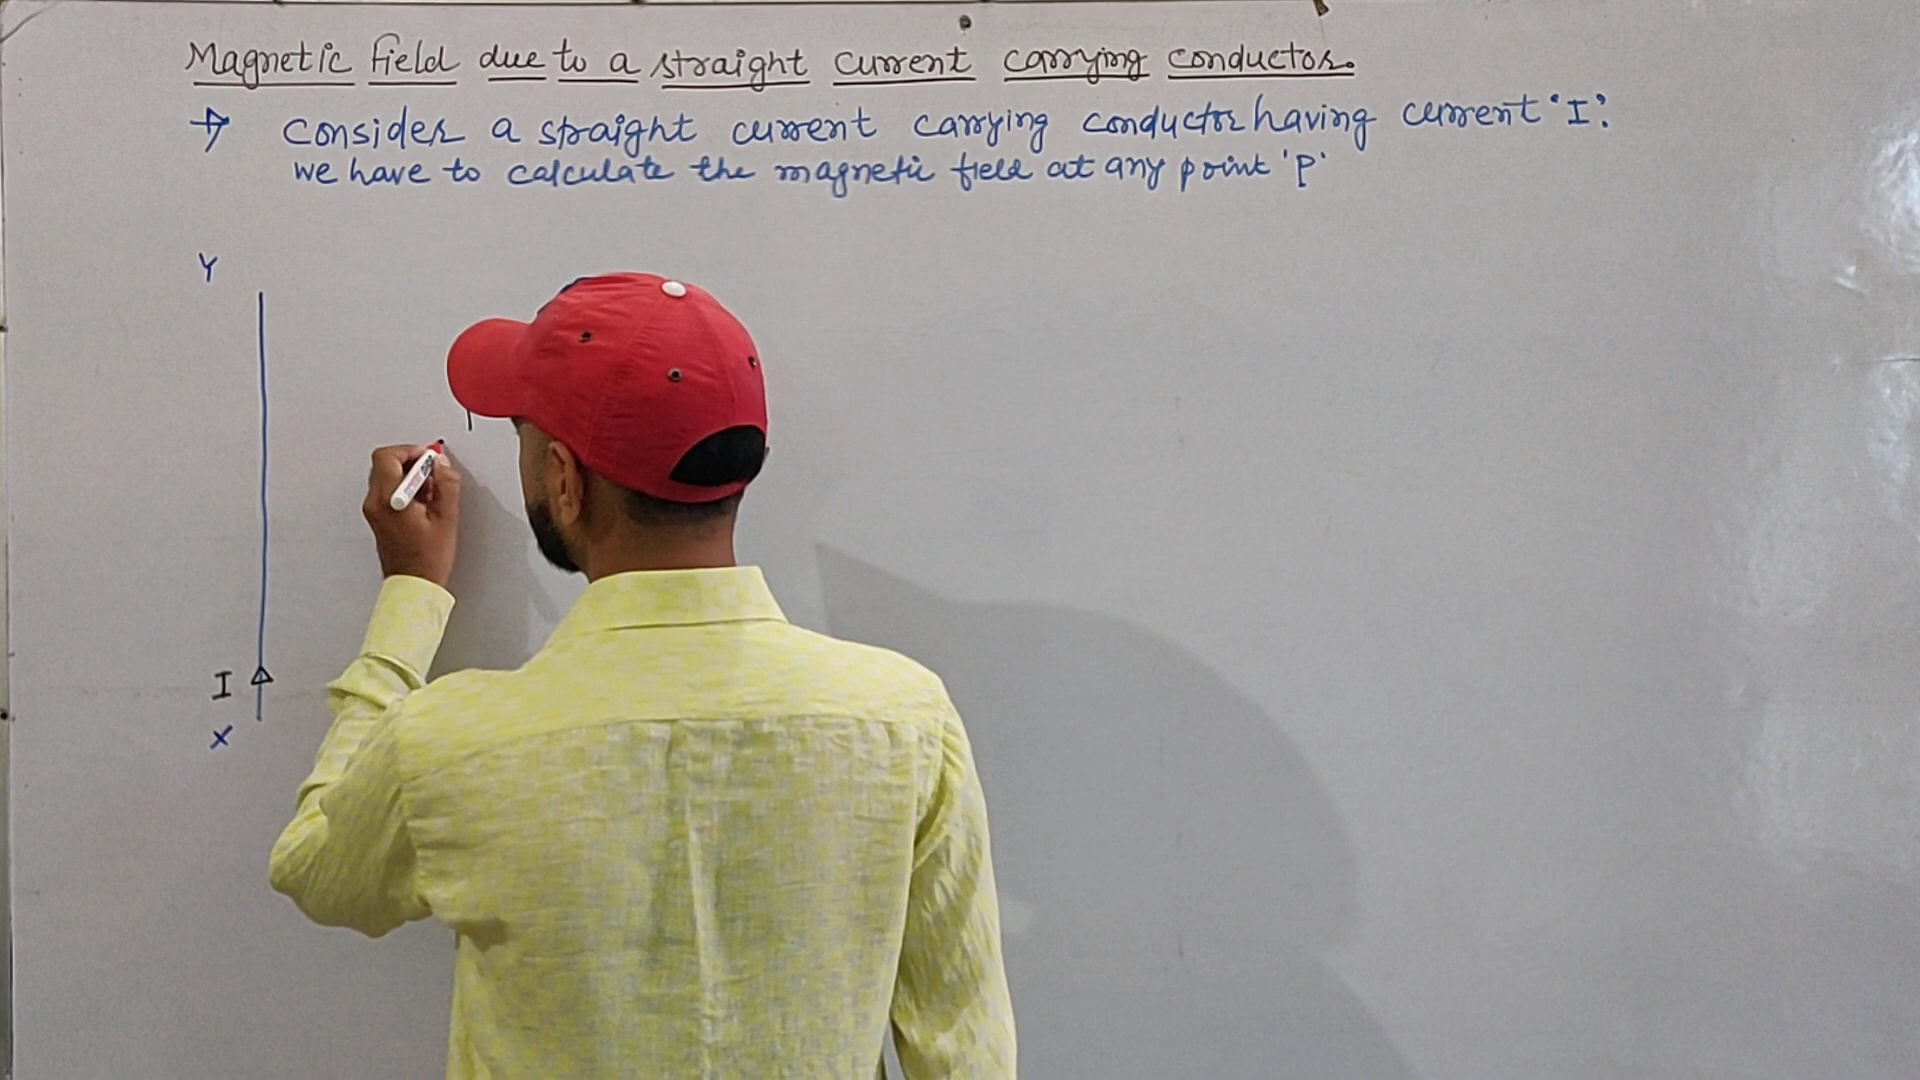 Magnetic field due to a straight current carrying conductor.
→ Consider a straight current carrying conductor having current 'I'.
we have to calculate the magnetic field at any point 'P'
Y
I
X